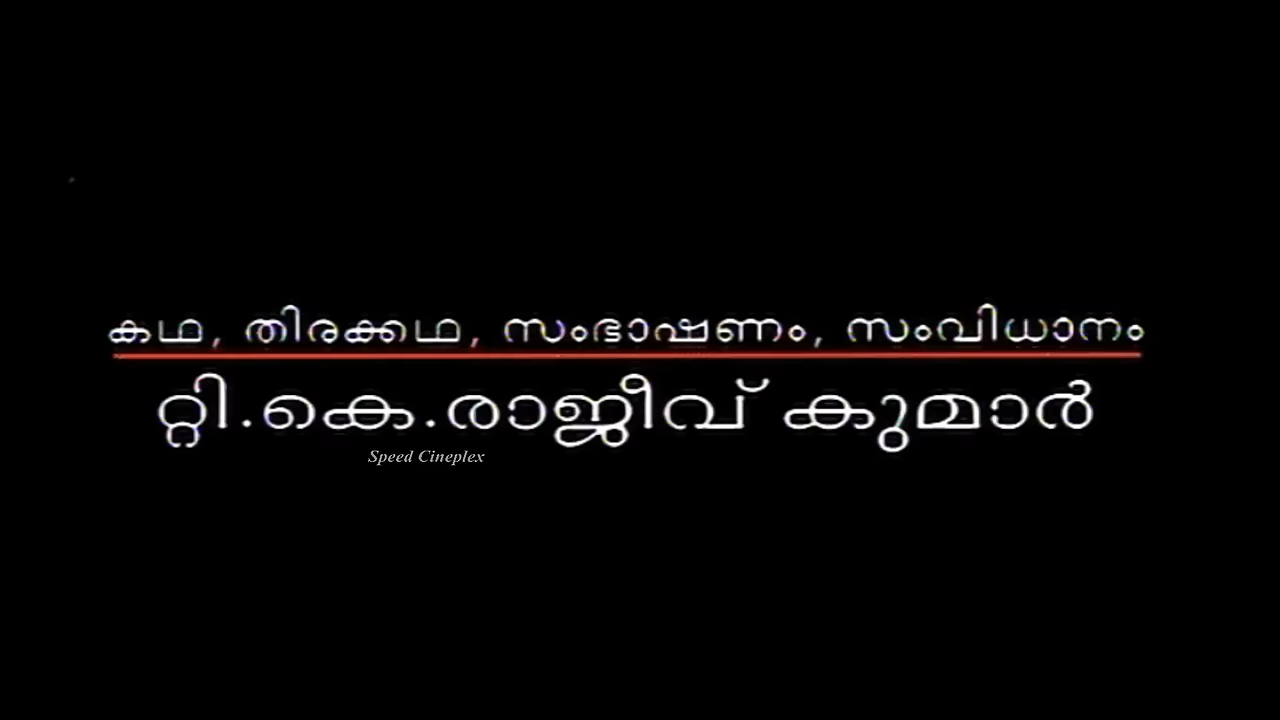 കഥ, തിരക്കഥ, സംഭാഷണം, സംവിധാനം
റ്റി.കെ.രാജീവ് കുമാർ
Speed Cineplex